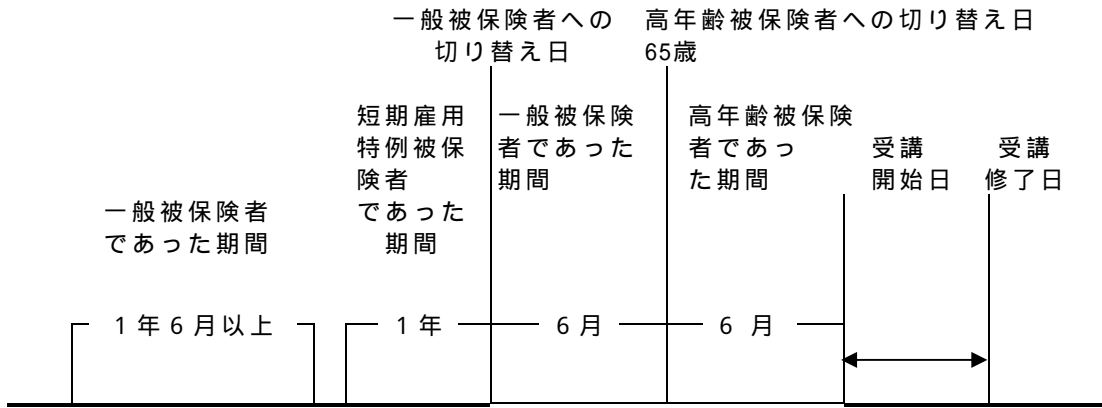 一般被保険者への
切り替え日
高年齢被保険者への切り替え日
65歳
短期雇用
特例被保
険者
であった
期間
一般被保険
者であった
期間
高年齢被保険
者であっ
た期間
受講
開始日
受講
修了日
一般被保険者
であった期間
1年6月以上
1年
6月
6月